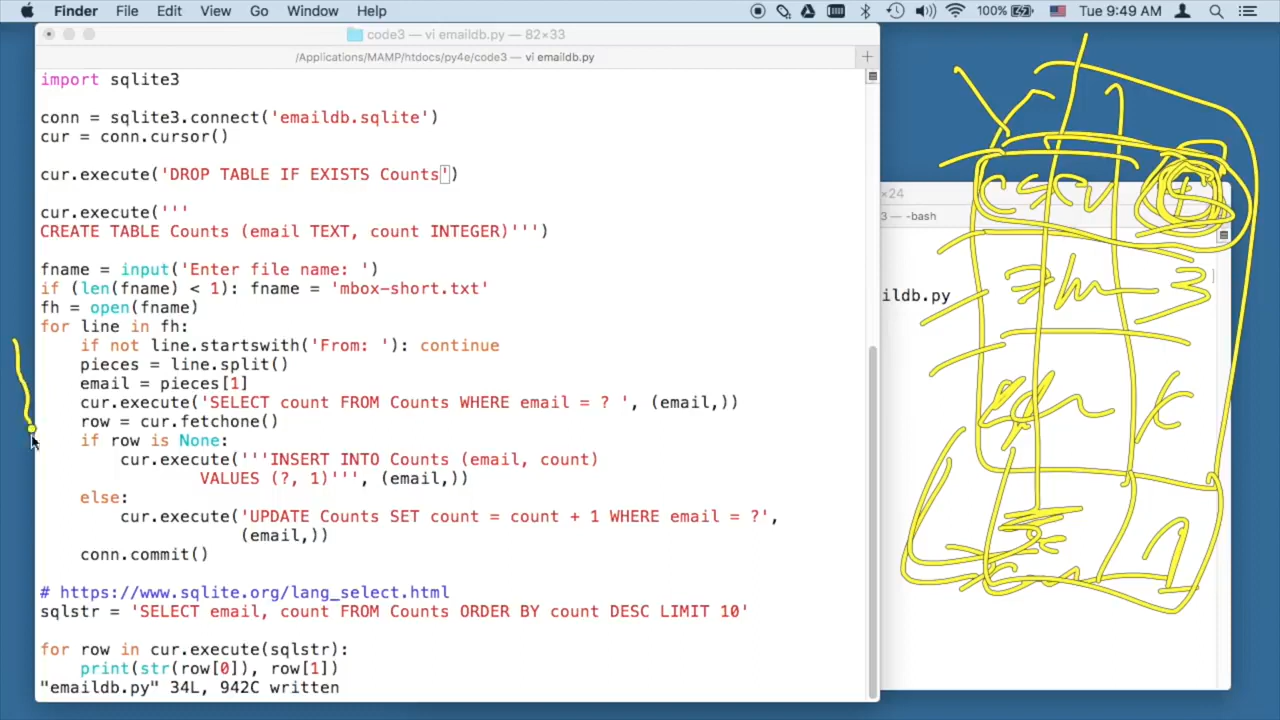 Finder File Edit View Go Window Help 100% Tue 9:49 AM
code3 — vi emaildb.py — 82×33
/Applications/MAMP/htdocs/py4e/code3 — vi emaildb.py +
import sqlite3
conn = sqlite3.connect('emaildb.sqlite')
cur = conn.cursor()
cur.execute('DROP TABLE IF EXISTS Counts')
cur.execute('''
CREATE TABLE Counts (email TEXT, count INTEGER)''')
fname = input('Enter file name: ')
if (len(fname) < 1): fname = 'mbox-short.txt'
fh = open(fname)
for line in fh:
if not line.startswith('From: '): continue
pieces = line.split()
email = pieces[1]
cur.execute('SELECT count FROM Counts WHERE email = ? ', (email,))
row = cur.fetchone()
if row is None:
cur.execute('''INSERT INTO Counts (email, count)
VALUES (?, 1)''', (email,))
else:
cur.execute('UPDATE Counts SET count = count + 1 WHERE email = ?',
(email,))
conn.commit()
# https://www.sqlite.org/lang_select.html
sqlstr = 'SELECT email, count FROM Counts ORDER BY count DESC LIMIT 10'
for row in cur.execute(sqlstr):
print(str(row[0]), row[1])
"emaildb.py" 34L, 942C written
×24
3 — -bash
ildb.py
csev
3
1